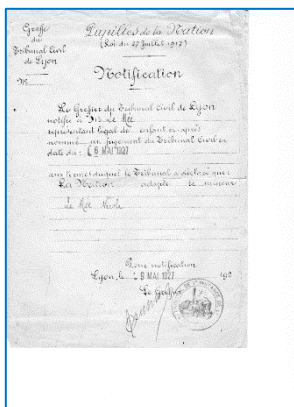 Greffe
du
Tribunal Civil
de Lyon
N°
Pupilles de la Nation
(Loi du 27 Juillet 1917)
Notification
Le Greffier du Tribunal Civil de Lyon
notifie à M. Le Mée
représentant légal de enfant ci-après
nommé un jugement du Tribunal Civil en
date du 6 MAI 1927
aux termes duquel le Tribunal a déclaré que
La Nation adopte le mineur
Le Mée
Pour notification
Lyon, le 9 MAI 1927 192
Le Greffier